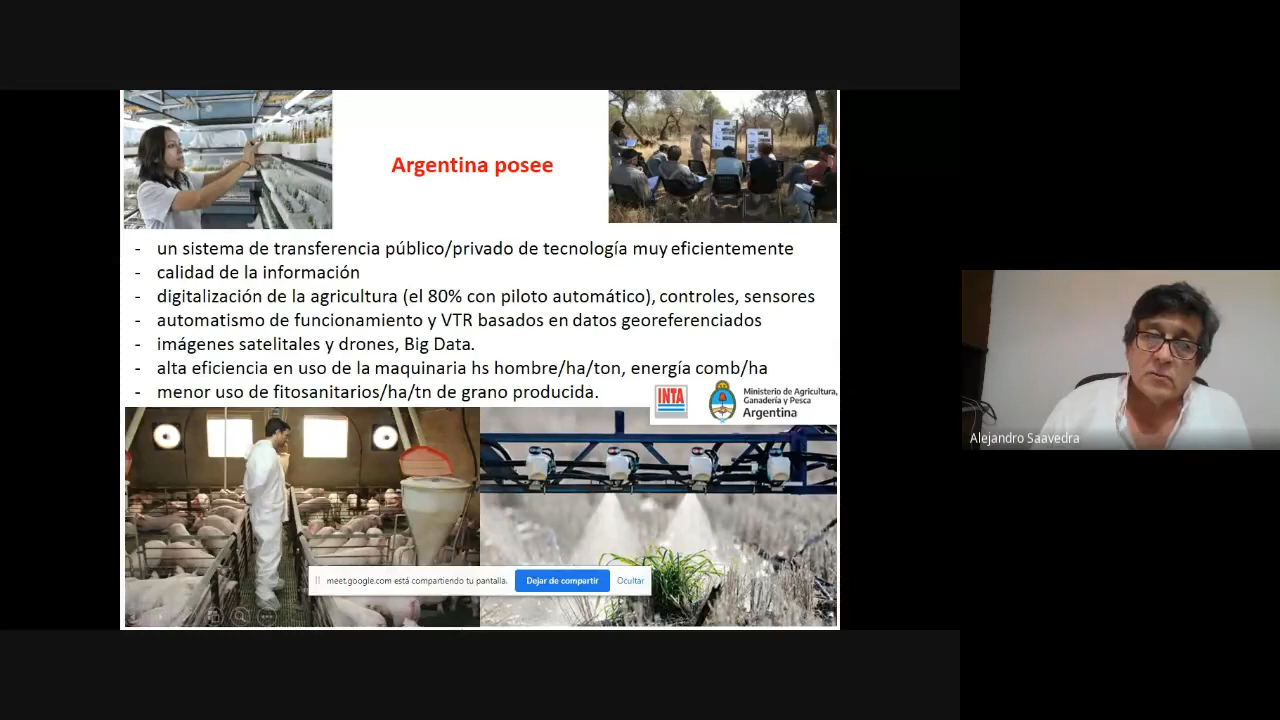 Argentina posee
- un sistema de transferencia público/privado de tecnología muy eficientemente
- calidad de la información
- digitalización de la agricultura (el 80% con piloto automático), controles, sensores
- automatismo de funcionamiento y VTR basados en datos georeferenciados
- imágenes satelitales y drones, Big Data.
- alta eficiencia en uso de la maquinaria hs hombre/ha/ton, energía comb/ha
- menor uso de fitosanitarios/ha/tn de grano producida.
INTA
Ministerio de Agricultura,
Ganadería y Pesca
Argentina
meet.google.com está compartiendo tu pantalla.
Dejar de compartir
Ocultar
Alejandro Saavedra